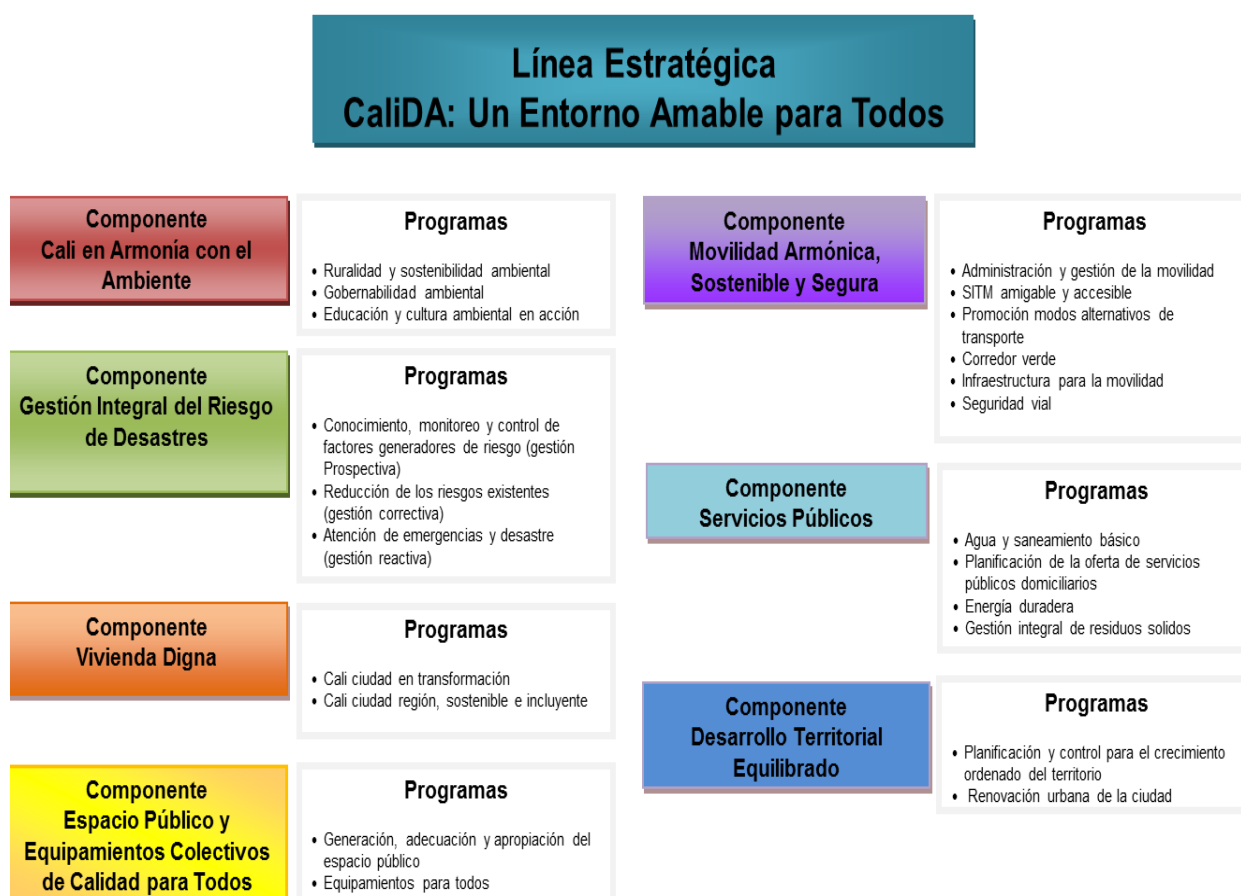 Línea Estratégica
CaliDA: Un Entorno Amable para Todos
Componente
Cali en Armonía con el
Ambiente
Programas
• Ruralidad y sostenibilidad ambiental
• Gobernabilidad ambiental
• Educación y cultura ambiental en acción
Componente
Gestión Integral del Riesgo
de Desastres
Programas
• Conocimiento, monitoreo y control de
factores generadores de riesgo (gestión
Prospectiva)
• Reducción de los riesgos existentes
(gestión correctiva)
• Atención de emergencias y desastre
(gestión reactiva)
Componente
Vivienda Digna
Programas
• Cali ciudad en transformación
• Cali ciudad región, sostenible e incluyente
Componente
Espacio Público y
Equipamientos Colectivos
de Calidad para Todos
Programas
• Generación, adecuación y apropiación del
espacio público
• Equipamientos para todos
Componente
Movilidad Armónica,
Sostenible y Segura
Programas
• Administración y gestión de la movilidad
• SITM amigable y accesible
• Promoción modos alternativos de
transporte
• Corredor verde
• Infraestructura para la movilidad
• Seguridad vial
Componente
Servicios Públicos
Programas
• Agua y saneamiento básico
• Planificación de la oferta de servicios
públicos domiciliarios
• Energía duradera
• Gestión integral de residuos solidos
Componente
Desarrollo Territorial
Equilibrado
Programas
• Planificación y control para el crecimiento
ordenado del territorio
• Renovación urbana de la ciudad